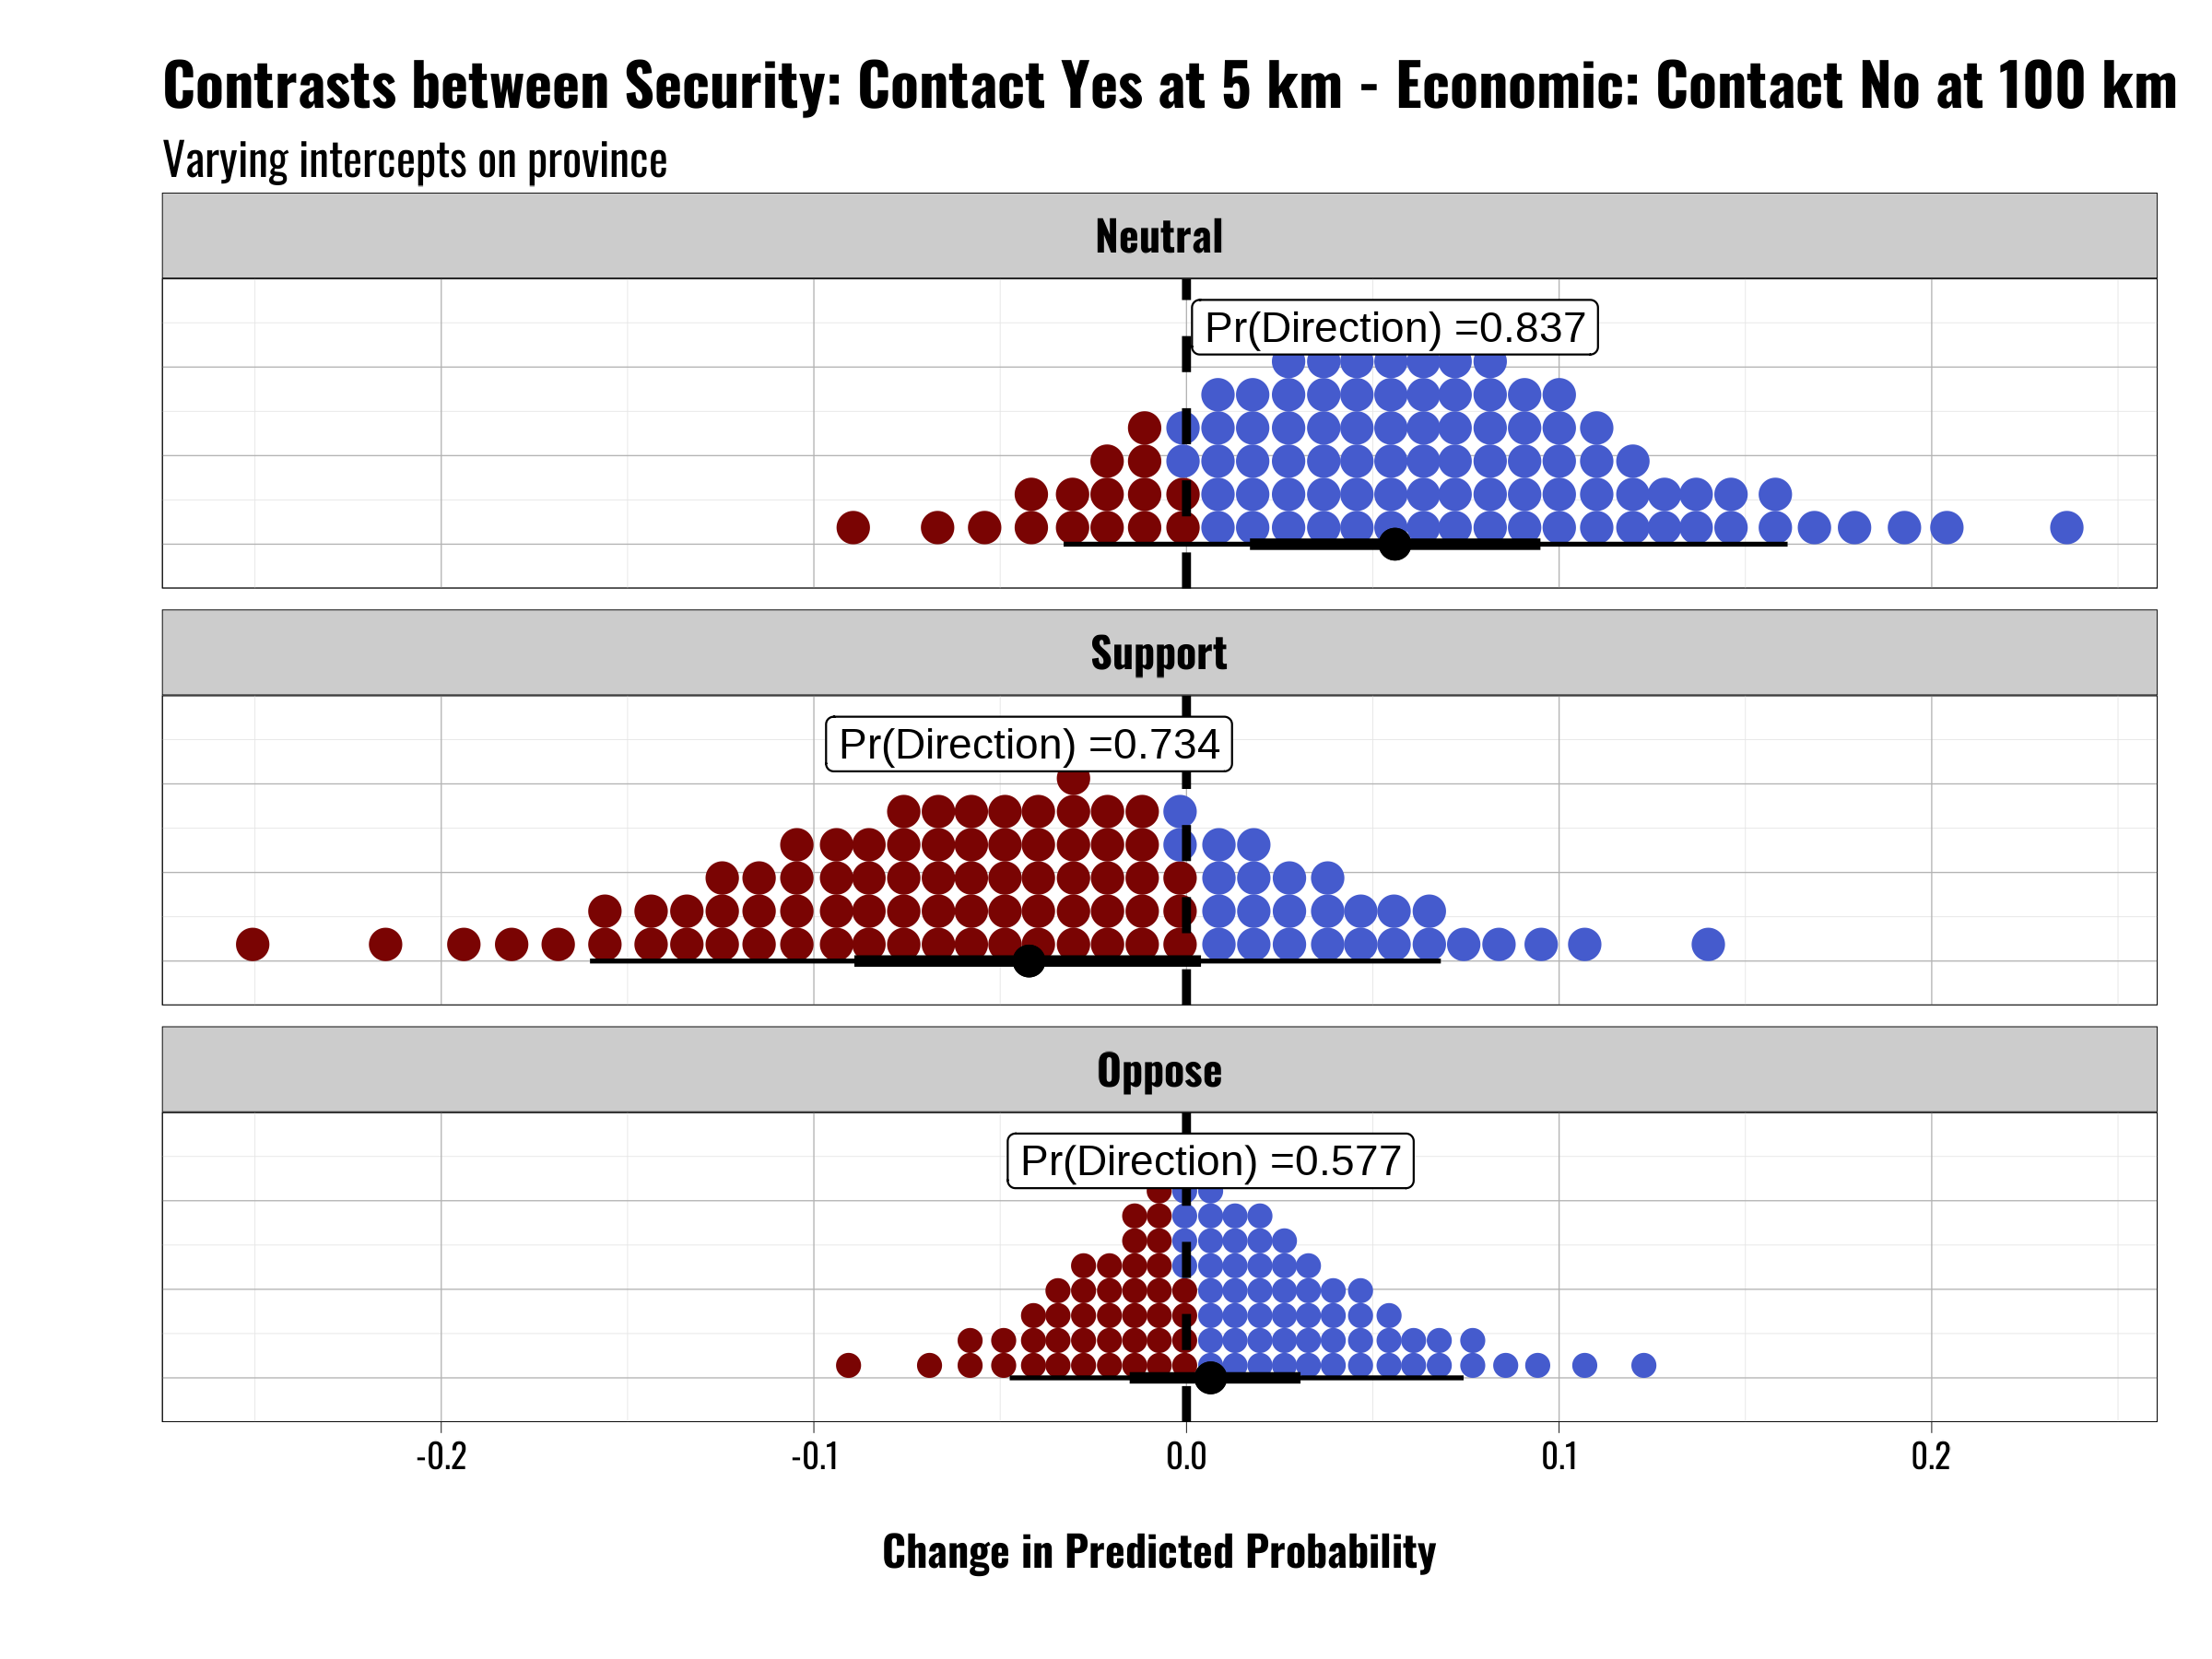 Contrasts between Security: Contact Yes at 5 km - Economic: Contact No at 100 km
Varying intercepts on province
Neutral
Pr(Direction) =0.837
Support
Pr(Direction) =0.734
Oppose
Pr(Direction) =0.577
-0.2 -0.1 0.0 0.1 0.2
Change in Predicted Probability